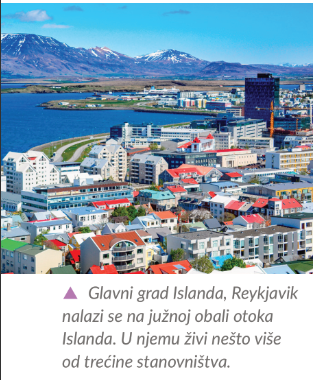 ▲ Glavni grad Islanda, Reykjavik
nalazi se na južnoj obali otoka
Islanda. U njemu živi nešto više
od trećine stanovništva.